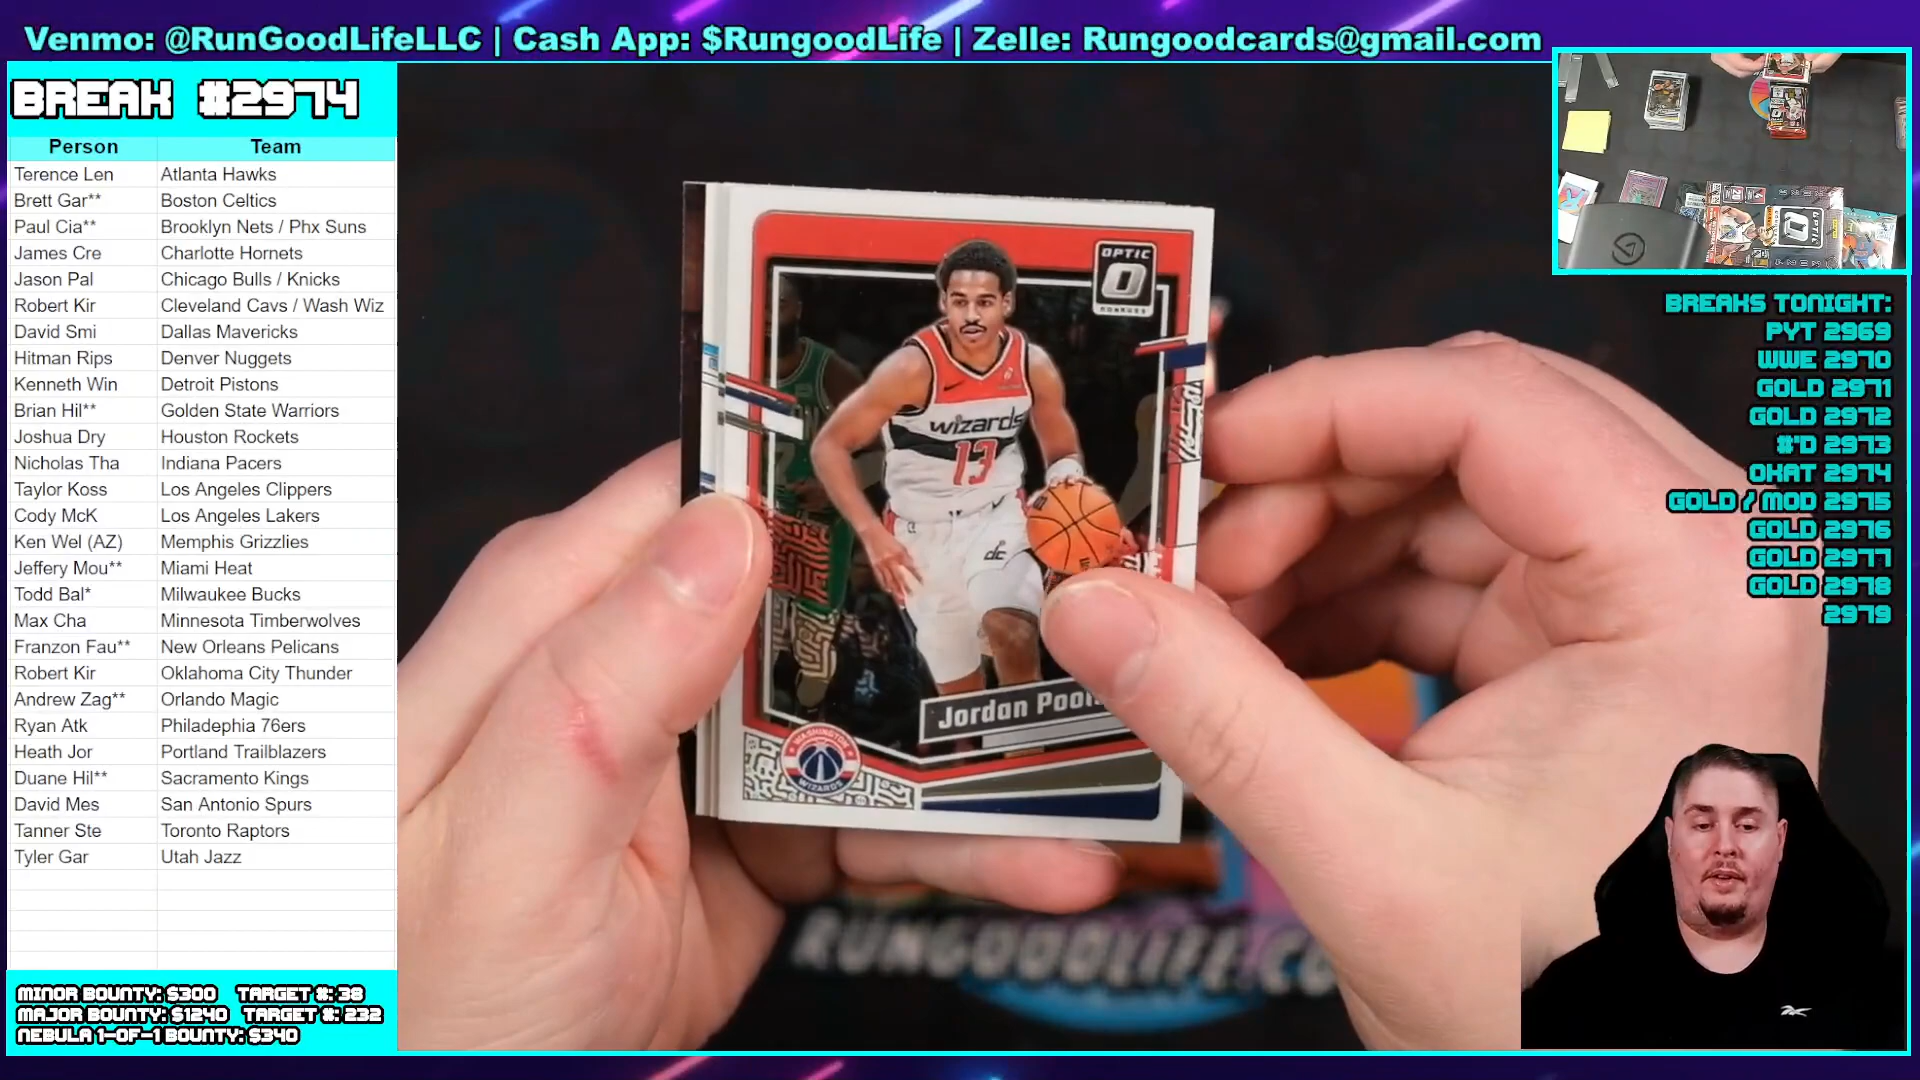 Venmo: @RunGoodLifeLLC | Cash App: $RungoodLife | Zelle: Rungoodcards@gmail.com
BREAK #2974
Person Team
Terence Len Atlanta Hawks
Brett Gar** Boston Celtics
Paul Cia** Brooklyn Nets / Phx Suns
James Cre Charlotte Hornets
Jason Pal Chicago Bulls / Knicks
Robert Kir Cleveland Cavs / Wash Wiz
David Smi Dallas Mavericks
Hitman Rips Denver Nuggets
Kenneth Win Detroit Pistons
Brian Hil** Golden State Warriors
Joshua Dry Houston Rockets
Nicholas Tha Indiana Pacers
Taylor Koss Los Angeles Clippers
Cody McK Los Angeles Lakers
Ken Wel (AZ) Memphis Grizzlies
Jeffery Mou** Miami Heat
Todd Bal* Milwaukee Bucks
Max Cha Minnesota Timberwolves
Franzon Fau** New Orleans Pelicans
Robert Kir Oklahoma City Thunder
Andrew Zag** Orlando Magic
Ryan Atk Philadephia 76ers
Heath Jor Portland Trailblazers
Duane Hil** Sacramento Kings
David Mes San Antonio Spurs
Tanner Ste Toronto Raptors
Tyler Gar Utah Jazz
MINOR BOUNTY: $300 TARGET #: 38
MAJOR BOUNTY: $1240 TARGET #: 232
NEBULA 1-OF-1 BOUNTY: $340
OPTIC
DONRUSS
wizards
13
dc
Jordan Pool
WASHINGTON
WIZARDS
RUNGOODLIFE.CO
OPTIC
BREAKS TONIGHT:
PYT 2969
WWE 2970
GOLD 2971
GOLD 2972
#'D 2973
OKAT 2974
GOLD / MOD 2975
GOLD 2976
GOLD 2977
GOLD 2978
2979